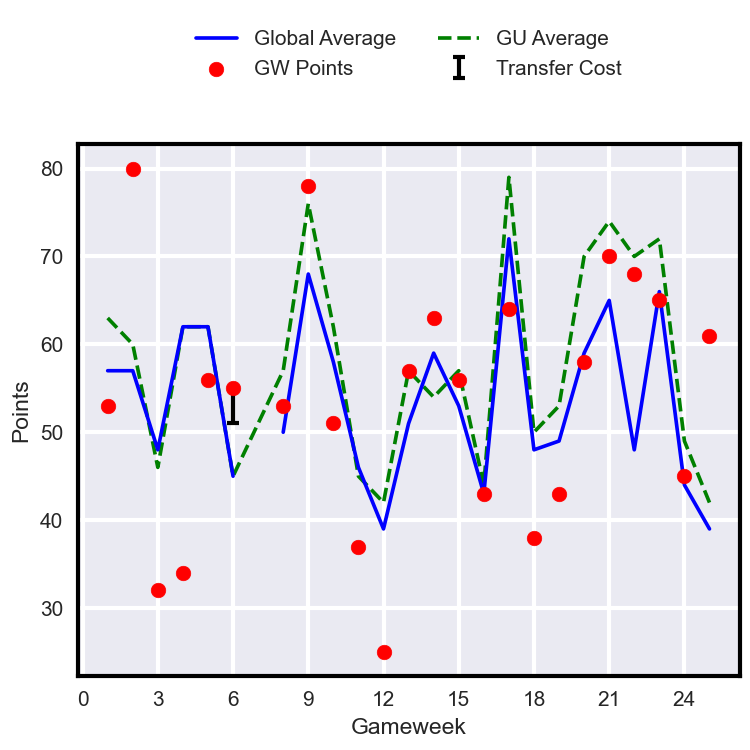 Global Average
GU Average
GW Points
Transfer Cost
80
70
60
50
40
30
Points
0 3 6 9 12 15 18 21 24
Gameweek